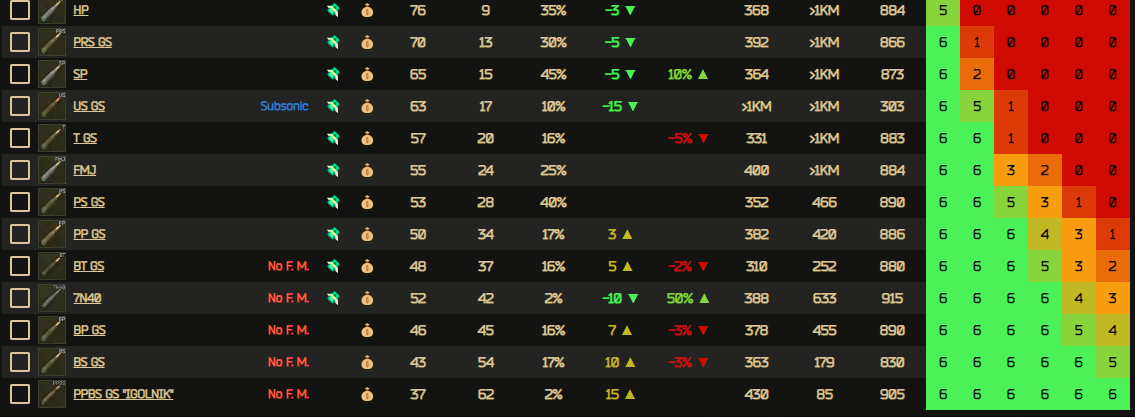 HP 76 9 35% -3 ▼ 368 >1KM 884 5 0 0 0 0 0
PRS GS 70 13 30% -5 ▼ 392 >1KM 866 6 1 0 0 0 0
SP 65 15 45% -5 ▼ 10% ▲ 364 >1KM 873 6 2 0 0 0 0
US GS Subsonic 63 17 10% -15 ▼ >1KM >1KM 303 6 5 1 0 0 0
T GS 57 20 16% -5% ▼ 331 >1KM 883 6 6 1 0 0 0
FMJ 55 24 25% 400 >1KM 884 6 6 3 2 0 0
PS GS 53 28 40% 352 466 890 6 6 5 3 1 0
PP GS 50 34 17% 3 ▲ 382 420 886 6 6 6 4 3 1
BT GS No F. M. 48 37 16% 5 ▲ -2% ▼ 310 252 880 6 6 6 5 3 2
7N40 No F. M. 52 42 2% -10 ▼ 50% ▲ 388 633 915 6 6 6 6 4 3
BP GS No F. M. 46 45 16% 7 ▲ -3% ▼ 378 455 890 6 6 6 6 5 4
BS GS No F. M. 43 54 17% 10 ▲ -3% ▼ 363 179 830 6 6 6 6 6 5
PPBS GS "IGOLNIK" No F. M. 37 62 2% 15 ▲ 430 85 905 6 6 6 6 6 6